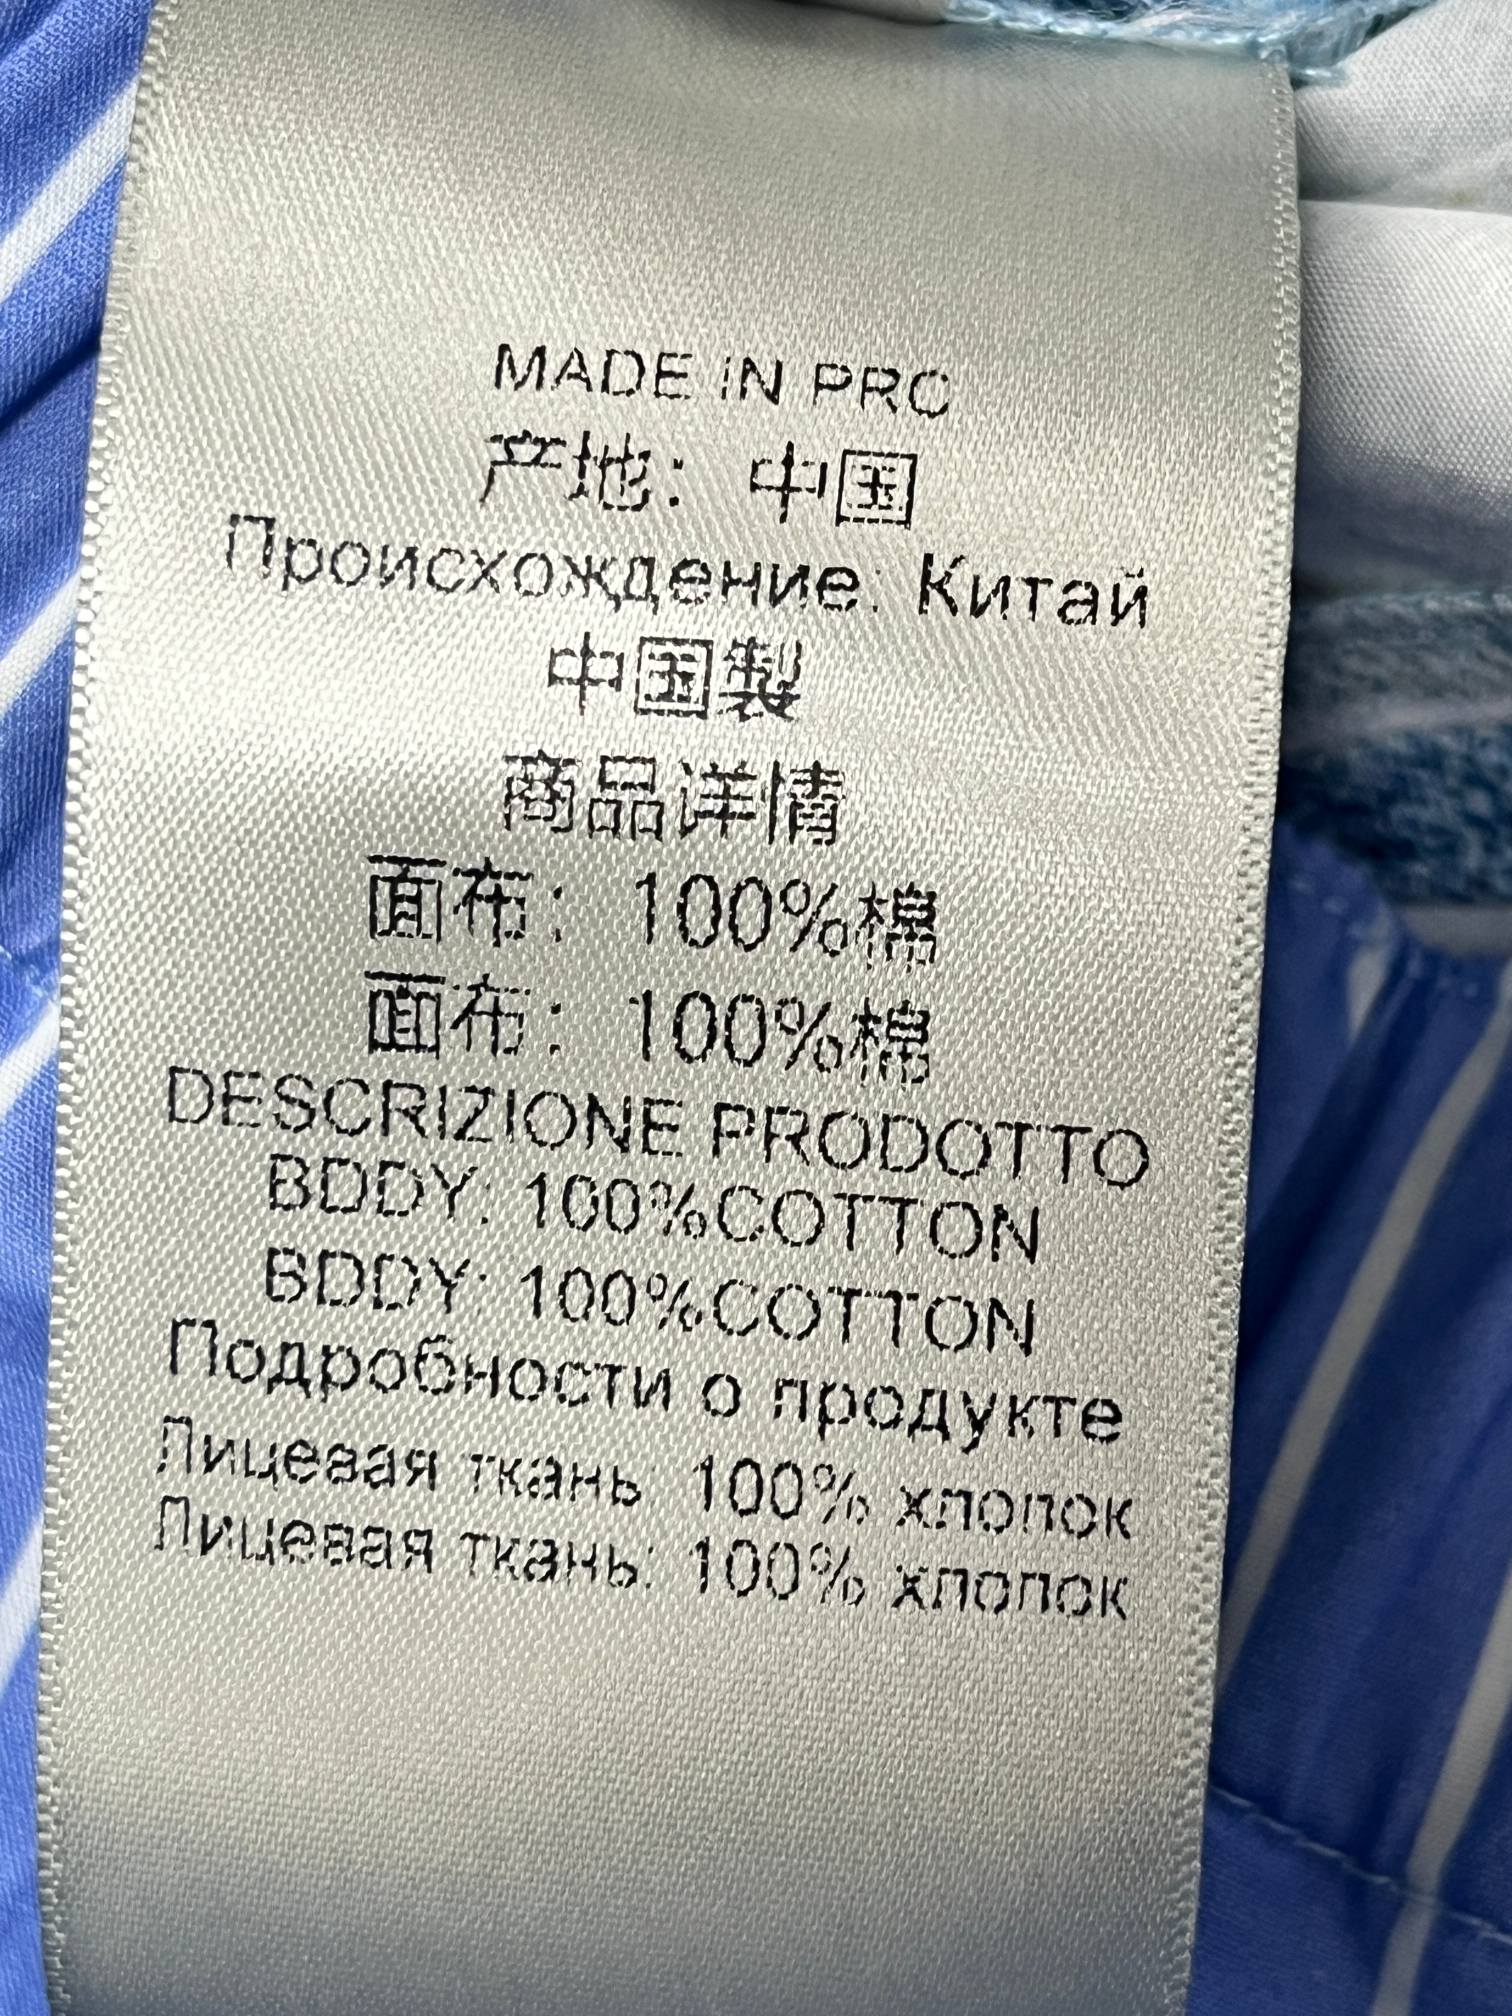 MADE IN PRC
产地： 中国
Происхождение: Китай
中国製
商品详情
面布： 100%棉
面布： 100%棉
DESCRIZIONE PRODOTTO
BDDY: 100%COTTON
BDDY: 100%COTTON
Подробности о продукте
Лицевая ткань: 100% хлопок
Лицевая ткань: 100% хлопок